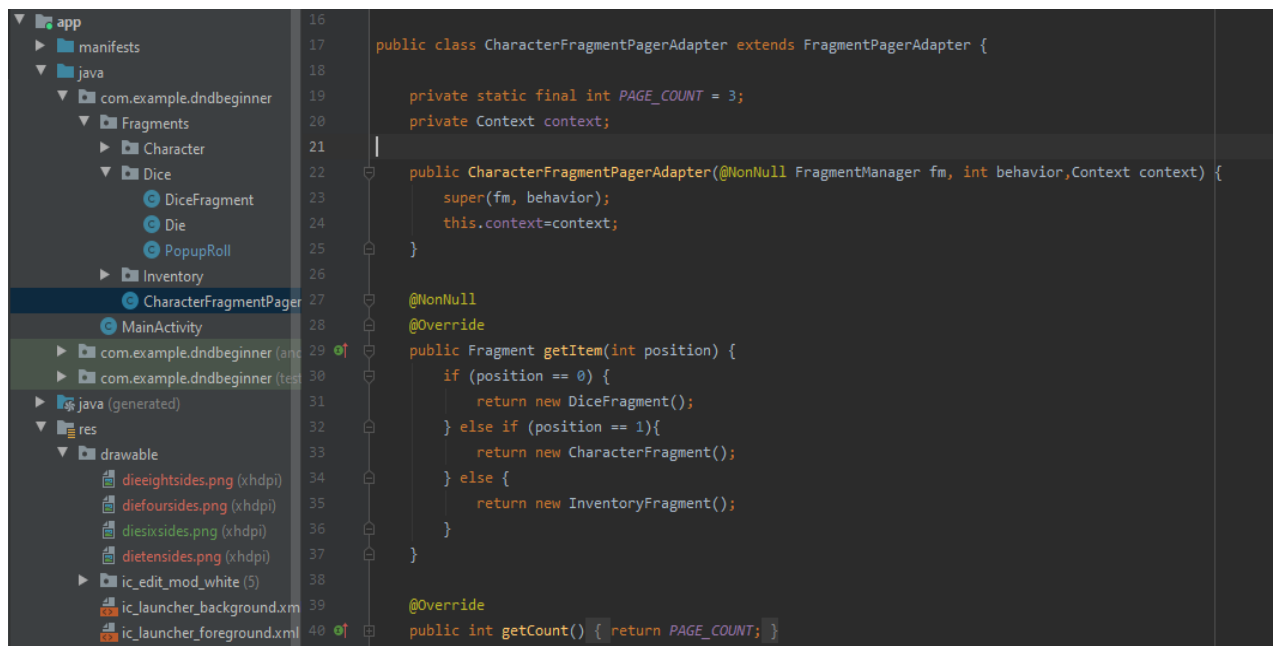 app
manifests
java
com.example.dndbeginner
Fragments
Character
Dice
DiceFragment
Die
PopupRoll
Inventory
CharacterFragmentPager
MainActivity
com.example.dndbeginner (and
com.example.dndbeginner (test
java (generated)
res
drawable
dieeightsides.png (xhdpi)
diefoursides.png (xhdpi)
diesixsides.png (xhdpi)
dietensides.png (xhdpi)
ic_edit_mod_white (5)
ic_launcher_background.xm
ic_launcher_foreground.xml
16
17 public class CharacterFragmentPagerAdapter extends FragmentPagerAdapter {
18
19 private static final int PAGE_COUNT = 3;
20 private Context context;
21
22 public CharacterFragmentPagerAdapter(@NonNull FragmentManager fm, int behavior,Context context) {
23 super(fm, behavior);
24 this.context=context;
25 }
26
27 @NonNull
28 @Override
29 public Fragment getItem(int position) {
30 if (position == 0) {
31 return new DiceFragment();
32 } else if (position == 1){
33 return new CharacterFragment();
34 } else {
35 return new InventoryFragment();
36 }
37 }
38
39 @Override
40 public int getCount() { return PAGE_COUNT; }